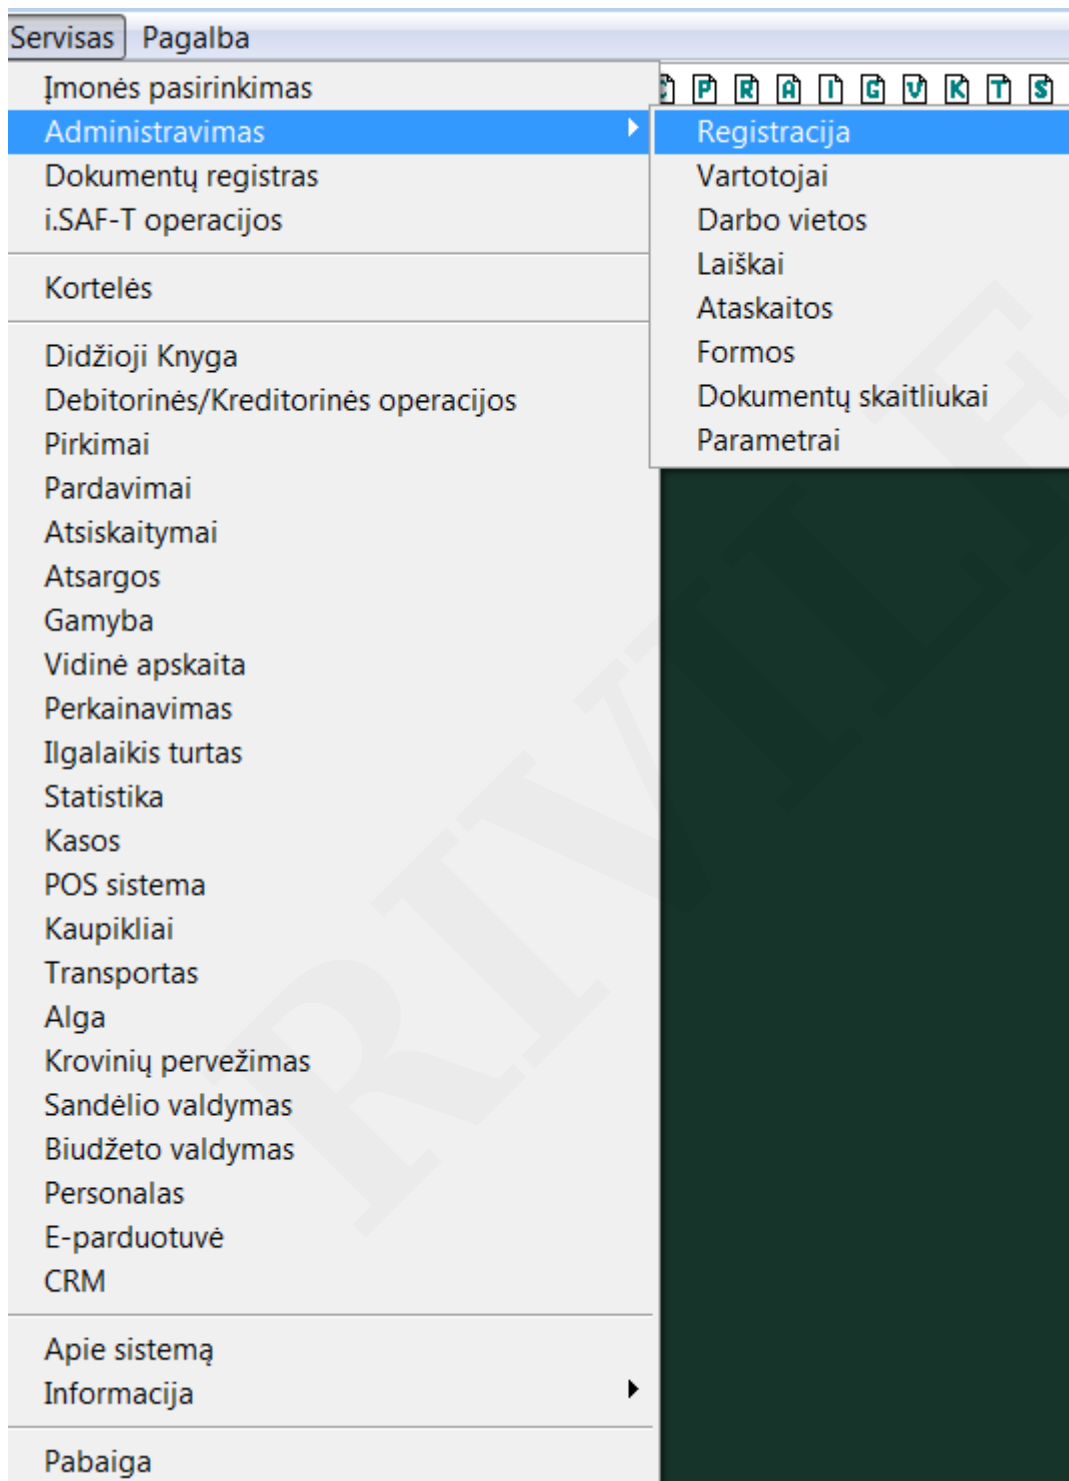 Servisas Pagalba
Įmonės pasirinkimas
P R A I G V K T S
Administravimas
Registracija
Dokumentų registras
Vartotojai
i.SAF-T operacijos
Darbo vietos
Laiškai
Kortelės
Ataskaitos
Didžioji Knyga
Formos
Debitorinės/Kreditorinės operacijos
Dokumentų skaitliukai
Pirkimai
Parametrai
Pardavimai
Atsiskaitymai
Atsargos
Gamyba
Vidinė apskaita
Perkainavimas
Ilgalaikis turtas
Statistika
Kasos
POS sistema
Kaupikliai
Transportas
Alga
Krovinių pervežimas
Sandėlio valdymas
Biudžeto valdymas
Personalas
E-parduotuvė
CRM
Apie sistemą
Informacija
Pabaiga
RIVILE